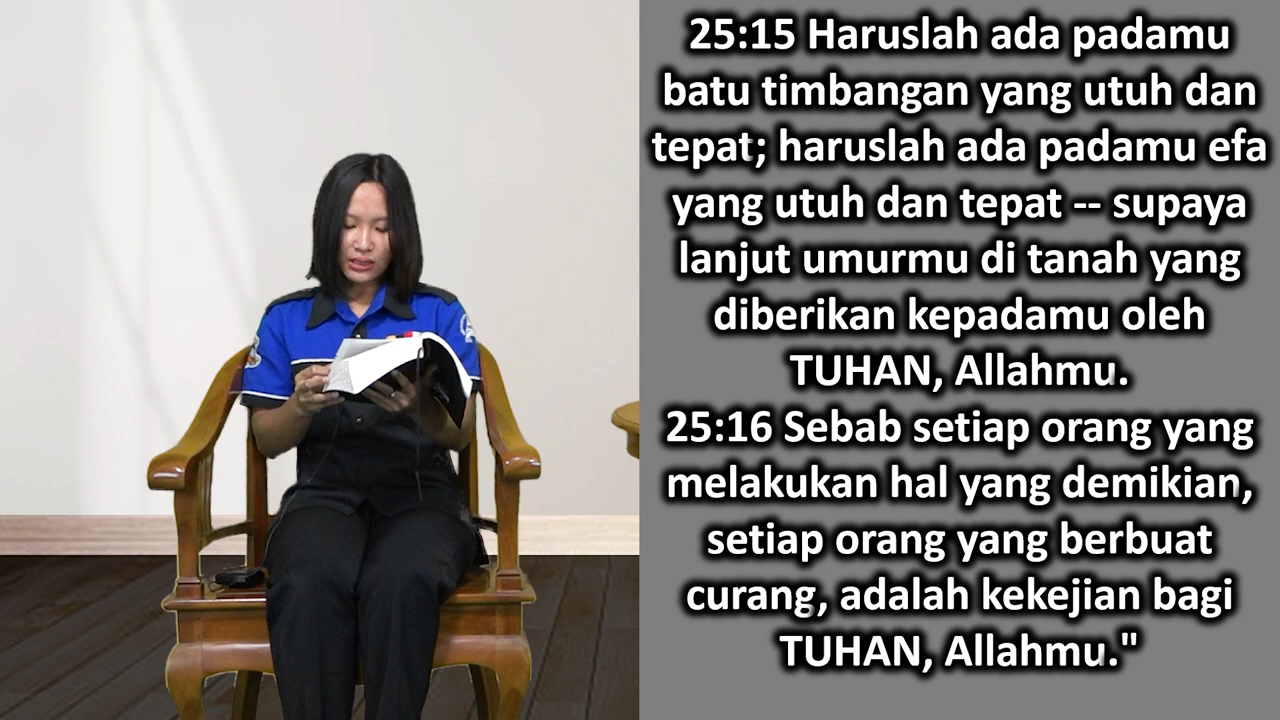 25:15 Haruslah ada padamu
batu timbangan yang utuh dan
tepat; haruslah ada padamu efa
yang utuh dan tepat -- supaya
lanjut umurmu di tanah yang
diberikan kepadamu oleh
TUHAN, Allahmu.
25:16 Sebab setiap orang yang
melakukan hal yang demikian,
setiap orang yang berbuat
curang, adalah kekejian bagi
TUHAN, Allahmu."